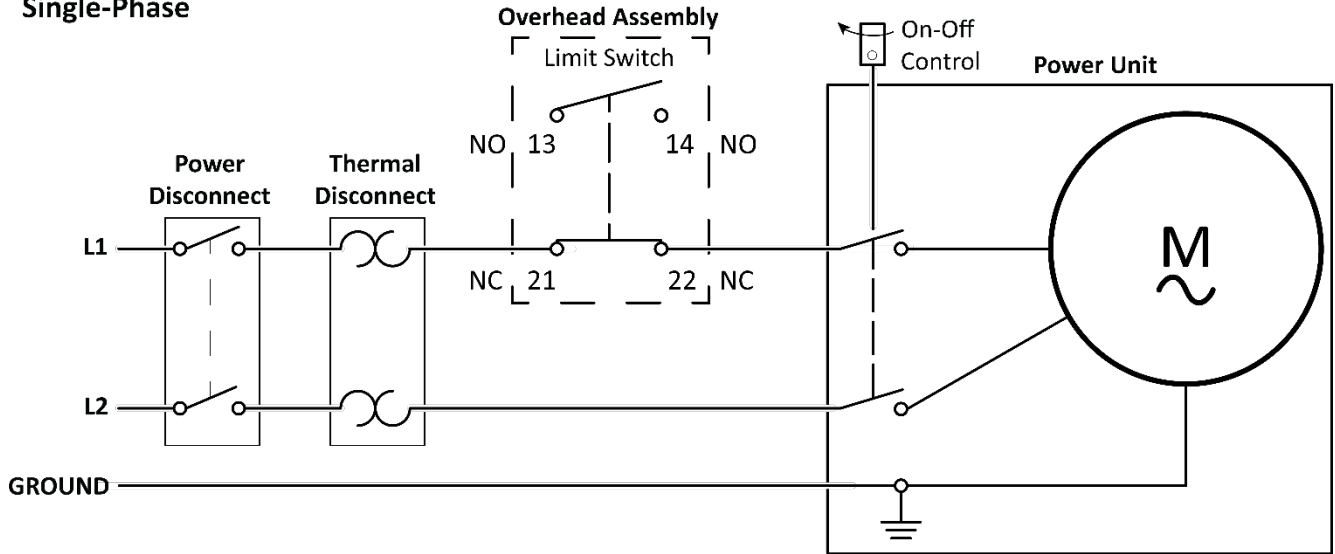 Single-Phase
Overhead Assembly
Limit Switch
On-Off
Control
Power Unit
NO 13 14 NO
Power
Disconnect
Thermal
Disconnect
L1
M
NC 21 22 NC
L2
GROUND